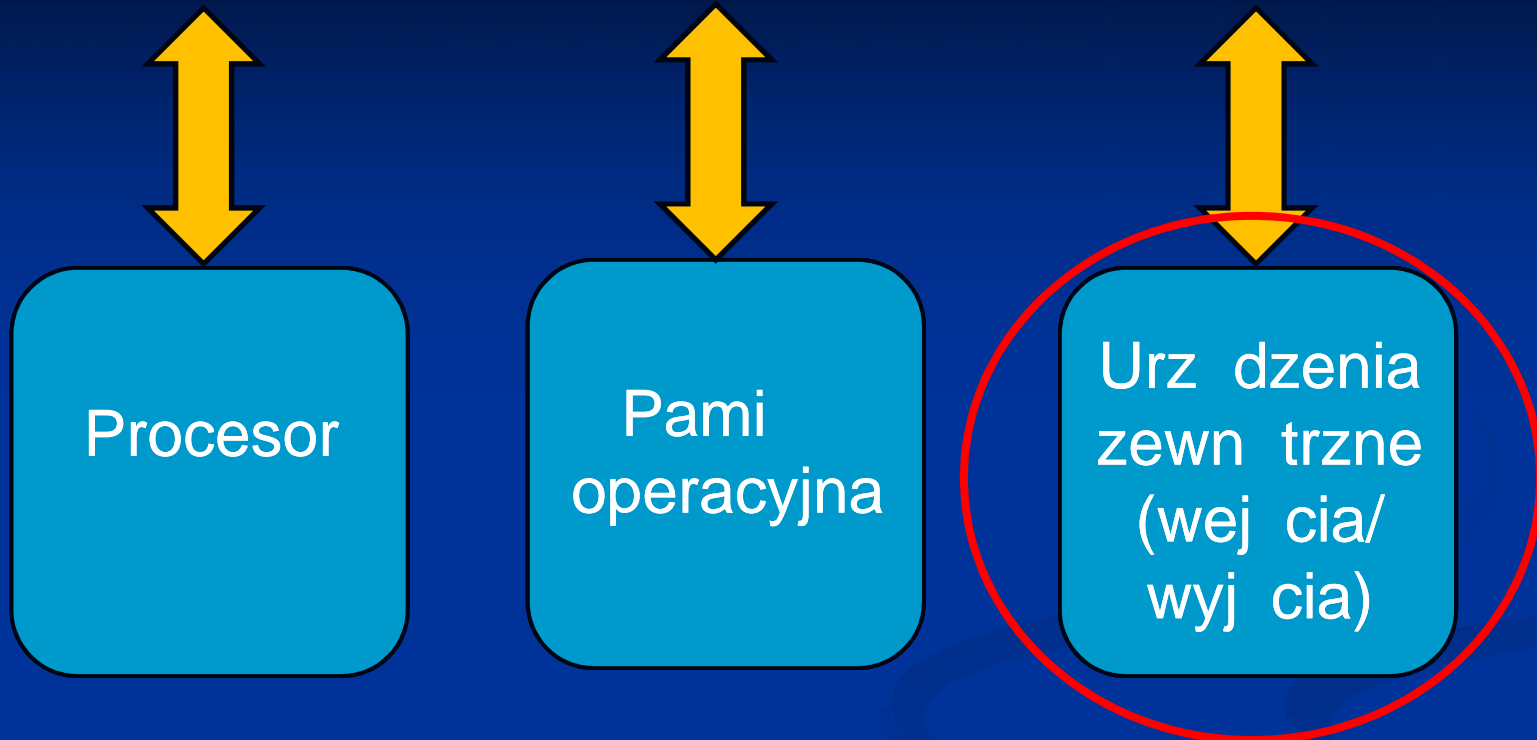 Procesor
Pami
operacyjna
Urz dzenia
zewn trzne
(wej cia/
wyj cia)